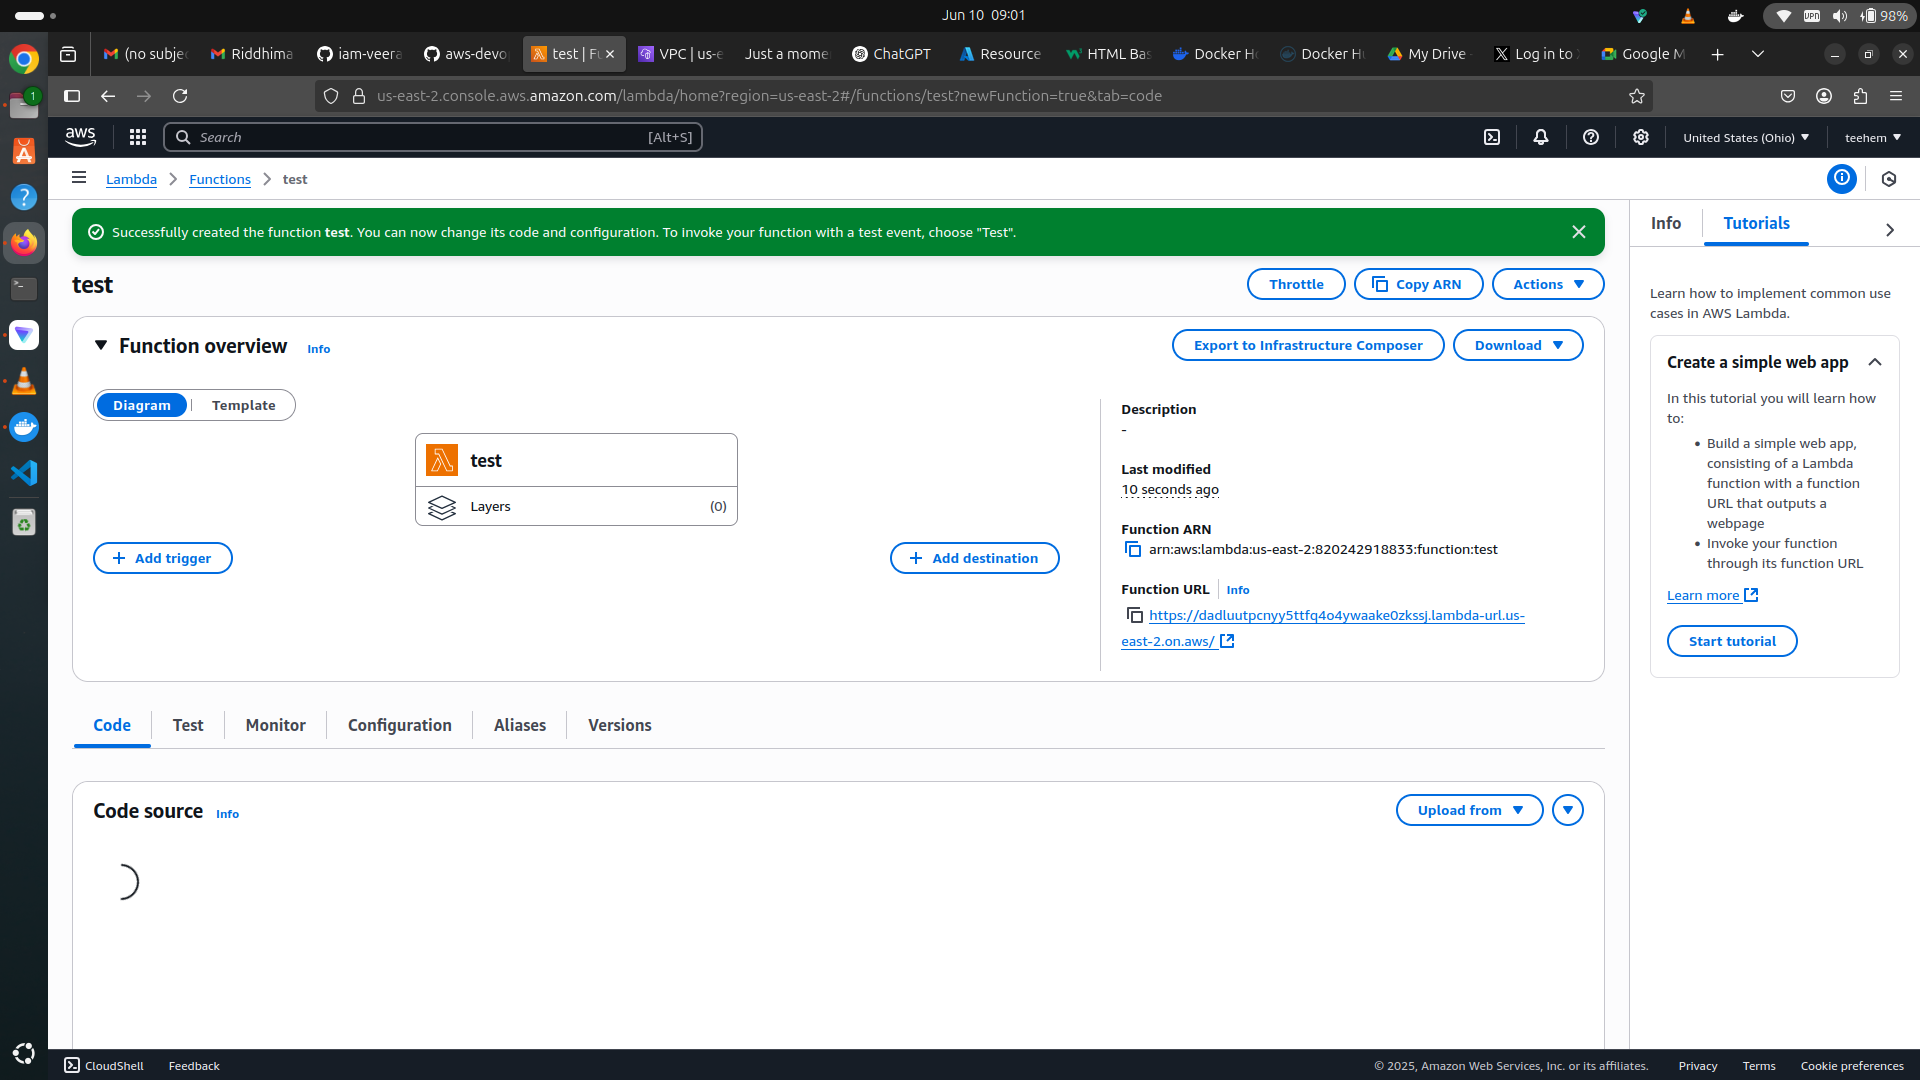 Jun 10 09:01
98%
(no subje
Riddhima
iam-veera
aws-devo
test | Fu
VPC | us-e
Just a mome
ChatGPT
Resource
HTML Bas
Docker H
Docker Hu
My Drive
Log in to
Google M
1
us-east-2.console.aws.amazon.com/lambda/home?region=us-east-2#/functions/test?newFunction=true&tab=code
aws
Search
[Alt+S]
United States (Ohio)
teehem
Lambda
Functions
test
Successfully created the function test. You can now change its code and configuration. To invoke your function with a test event, choose "Test".
Info
Tutorials
test
Throttle
Copy ARN
Actions
Learn how to implement common use
cases in AWS Lambda.
Function overview
Info
Export to Infrastructure Composer
Download
Create a simple web app
In this tutorial you will learn how
to:
• Build a simple web app,
consisting of a Lambda
function with a function
URL that outputs a
webpage
• Invoke your function
through its function URL
Learn more
Start tutorial
Diagram
Template
test
Layers
(0)
Add trigger
Add destination
Description
-
Last modified
10 seconds ago
Function ARN
arn:aws:lambda:us-east-2:820242918833:function:test
Function URL
Info
https://dadluutpcnyy5ttfq4o4ywaake0zkssj.lambda-url.us-
east-2.on.aws/
Code
Test
Monitor
Configuration
Aliases
Versions
Code source
Info
Upload from
CloudShell
Feedback
© 2025, Amazon Web Services, Inc. or its affiliates.
Privacy
Terms
Cookie preferences